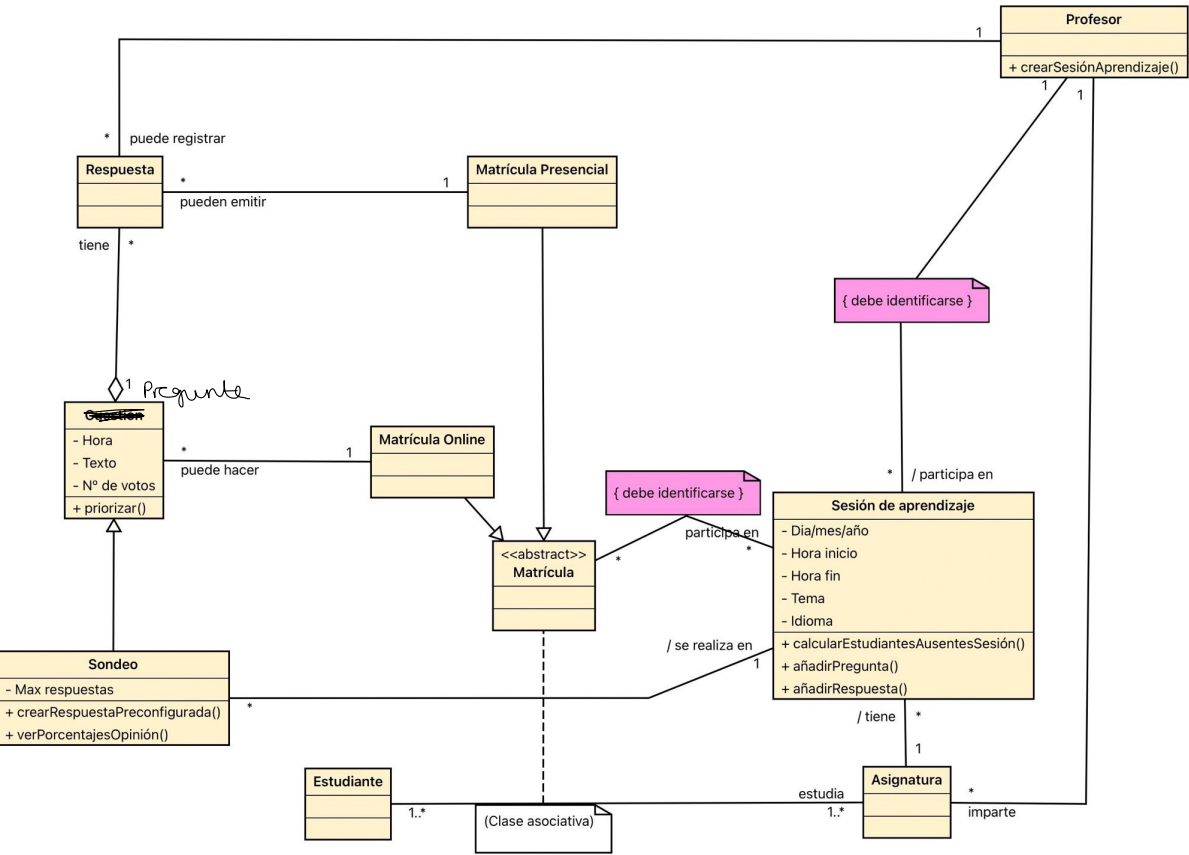 Profesor
+ crearSesiónAprendizaje()
1
1
1
* puede registrar
Respuesta
* 1
pueden emitir
Matrícula Presencial
tiene *
{ debe identificarse }
1 Pregunta
- Hora
- Texto
- Nº de votos
+ priorizar()
* 1
puede hacer
Matrícula Online
{ debe identificarse }
participa en
* *
* / participa en
Sesión de aprendizaje
- Dia/mes/año
- Hora inicio
- Hora fin
- Tema
- Idioma
+ calcularEstudiantesAusentesSesión()
+ añadirPregunta()
+ añadirRespuesta()
<<abstract>>
Matrícula
/ se realiza en
1
Sondeo
- Max respuestas
+ crearRespuestaPreconfigurada()
+ verPorcentajesOpinión()
*
/ tiene *
1
Estudiante
1..*
(Clase asociativa)
estudia
1..*
Asignatura
*
imparte